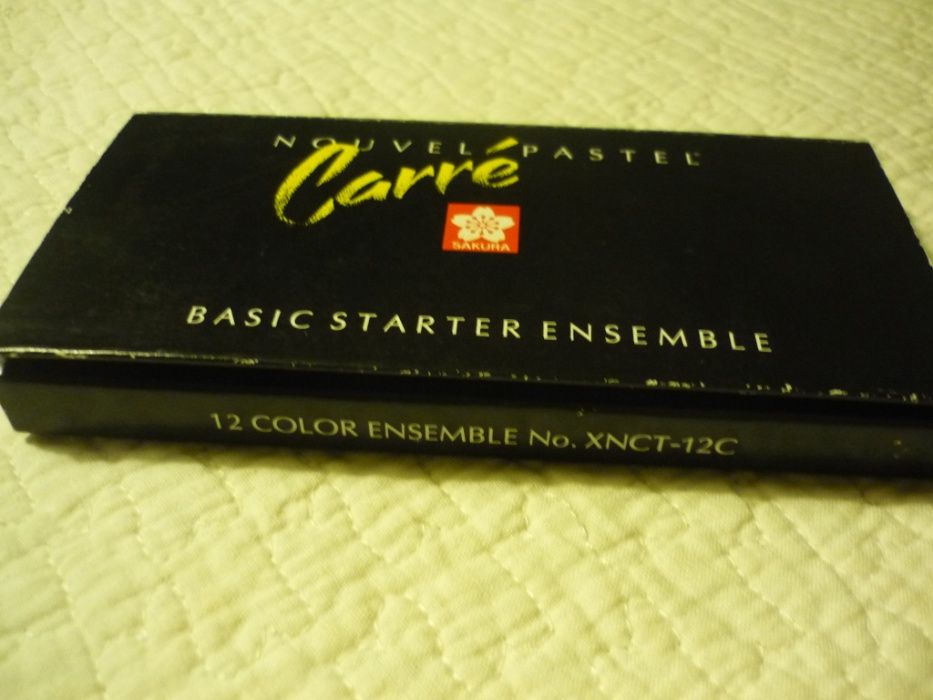 NOUVEL PASTEL
Carré
SAKURA
BASIC STARTER ENSEMBLE
12 COLOR ENSEMBLE No. XNCT-12C